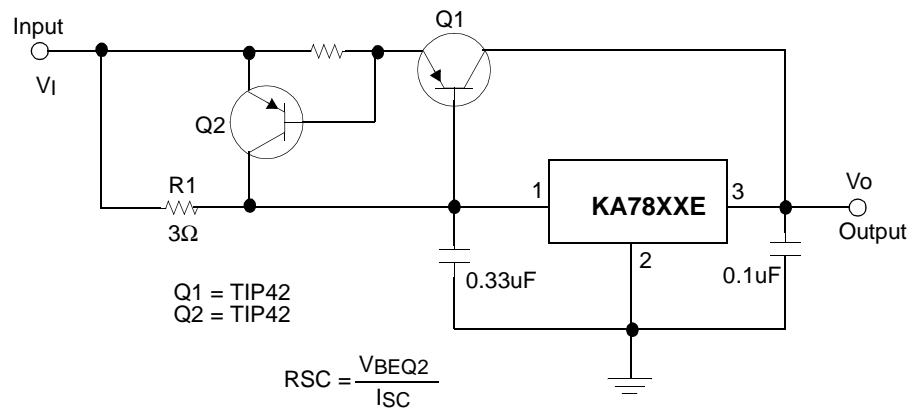 Input
Q1
VI
Q2
R1
3Ω
1
KA78XXE
3
Vo
Output
2
0.33uF
0.1uF
Q1 = TIP42
Q2 = TIP42
RSC = VBEQ2
ISC